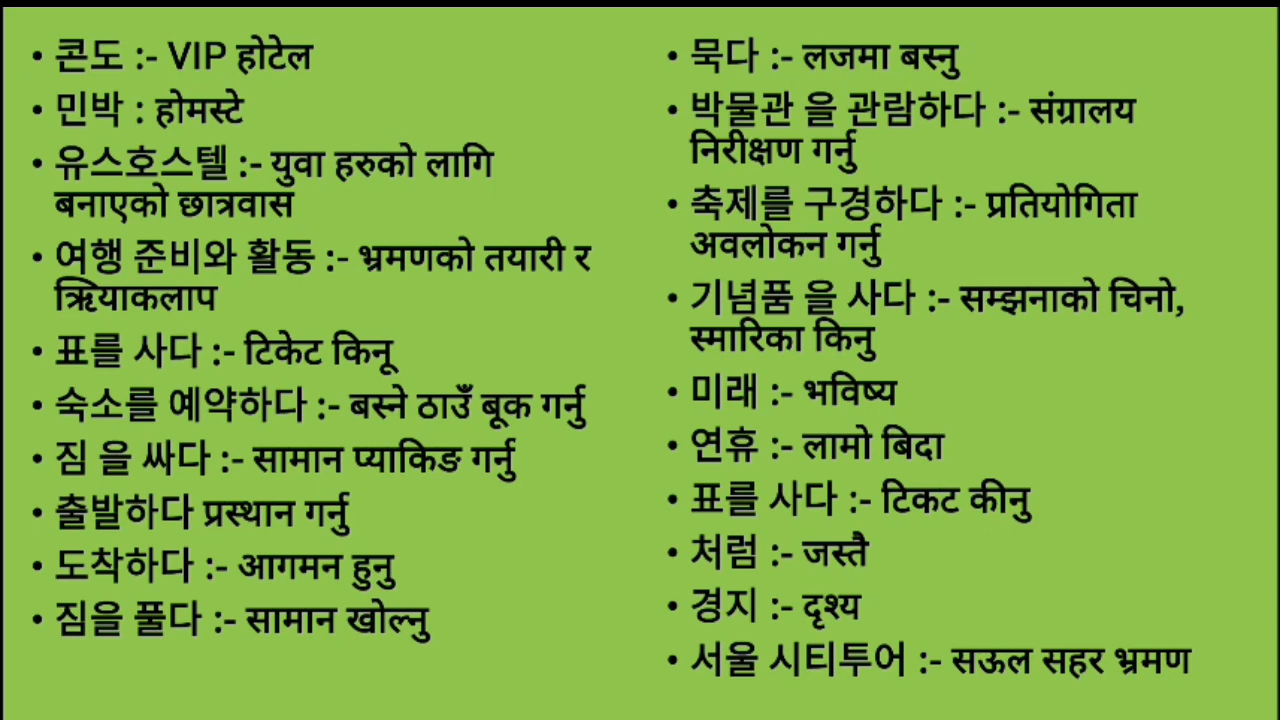 • 콘도 :- VIP होटेल
• 민박 : होमस्टे
• 유스호스텔 :- युवा हरुको लागि
बनाएको छात्रवास
• 여행 준비와 활동 :- भ्रमणको तयारी र
ऋियाकलाप
• 표를 사다 :- टिकेट किनू
• 숙소를 예약하다 :- बस्ने ठाउँ बूक गर्नु
• 짐 을 싸다 :- सामान प्याकिङ गर्नु
• 출발하다 प्रस्थान गर्नु
• 도착하다 :- आगमन हुनु
• 짐을 풀다 :- सामान खोल्नु
• 묵다 :- लजमा बस्नु
• 박물관 을 관람하다 :- संग्रालय
निरीक्षण गर्नु
• 축제를 구경하다 :- प्रतियोगिता
अवलोकन गर्नु
• 기념품 을 사다 :- सम्झनाको चिनो,
स्मारिका किनु
• 미래 :- भविष्य
• 연휴 :- लामो बिदा
• 표를 사다 :- टिकट कीनु
• 처럼 :- जस्तै
• 경지 :- दृश्य
• 서울 시티투어 :- सऊल सहर भ्रमण